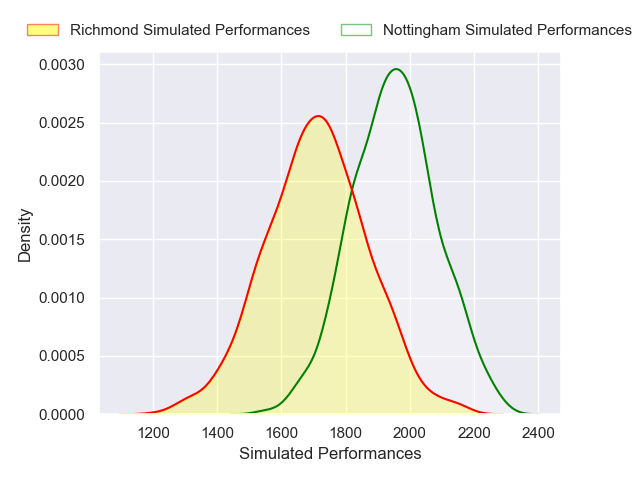 Richmond Simulated Performances Nottingham Simulated Performances
0.0030
0.0025
0.0020
0.0015
0.0010
0.0005
0.0000
Density
1200 1400 1600 1800 2000 2200 2400
Simulated Performances